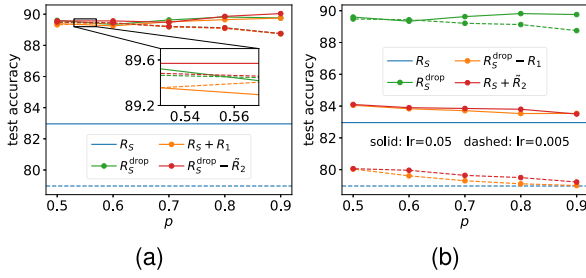 90
88
86
84
82
80
test accuracy
89.6
89.2
0.54
0.56
R_S
R_S + R_1
R_S^drop
R_S^drop − R̃_2
0.5 0.6 0.7 0.8 0.9
p
(a)
90
88
86
84
82
80
test accuracy
R_S
R_S^drop − R_1
R_S^drop
R_S + R̃_2
solid: lr=0.05 dashed: lr=0.005
0.5 0.6 0.7 0.8 0.9
p
(b)